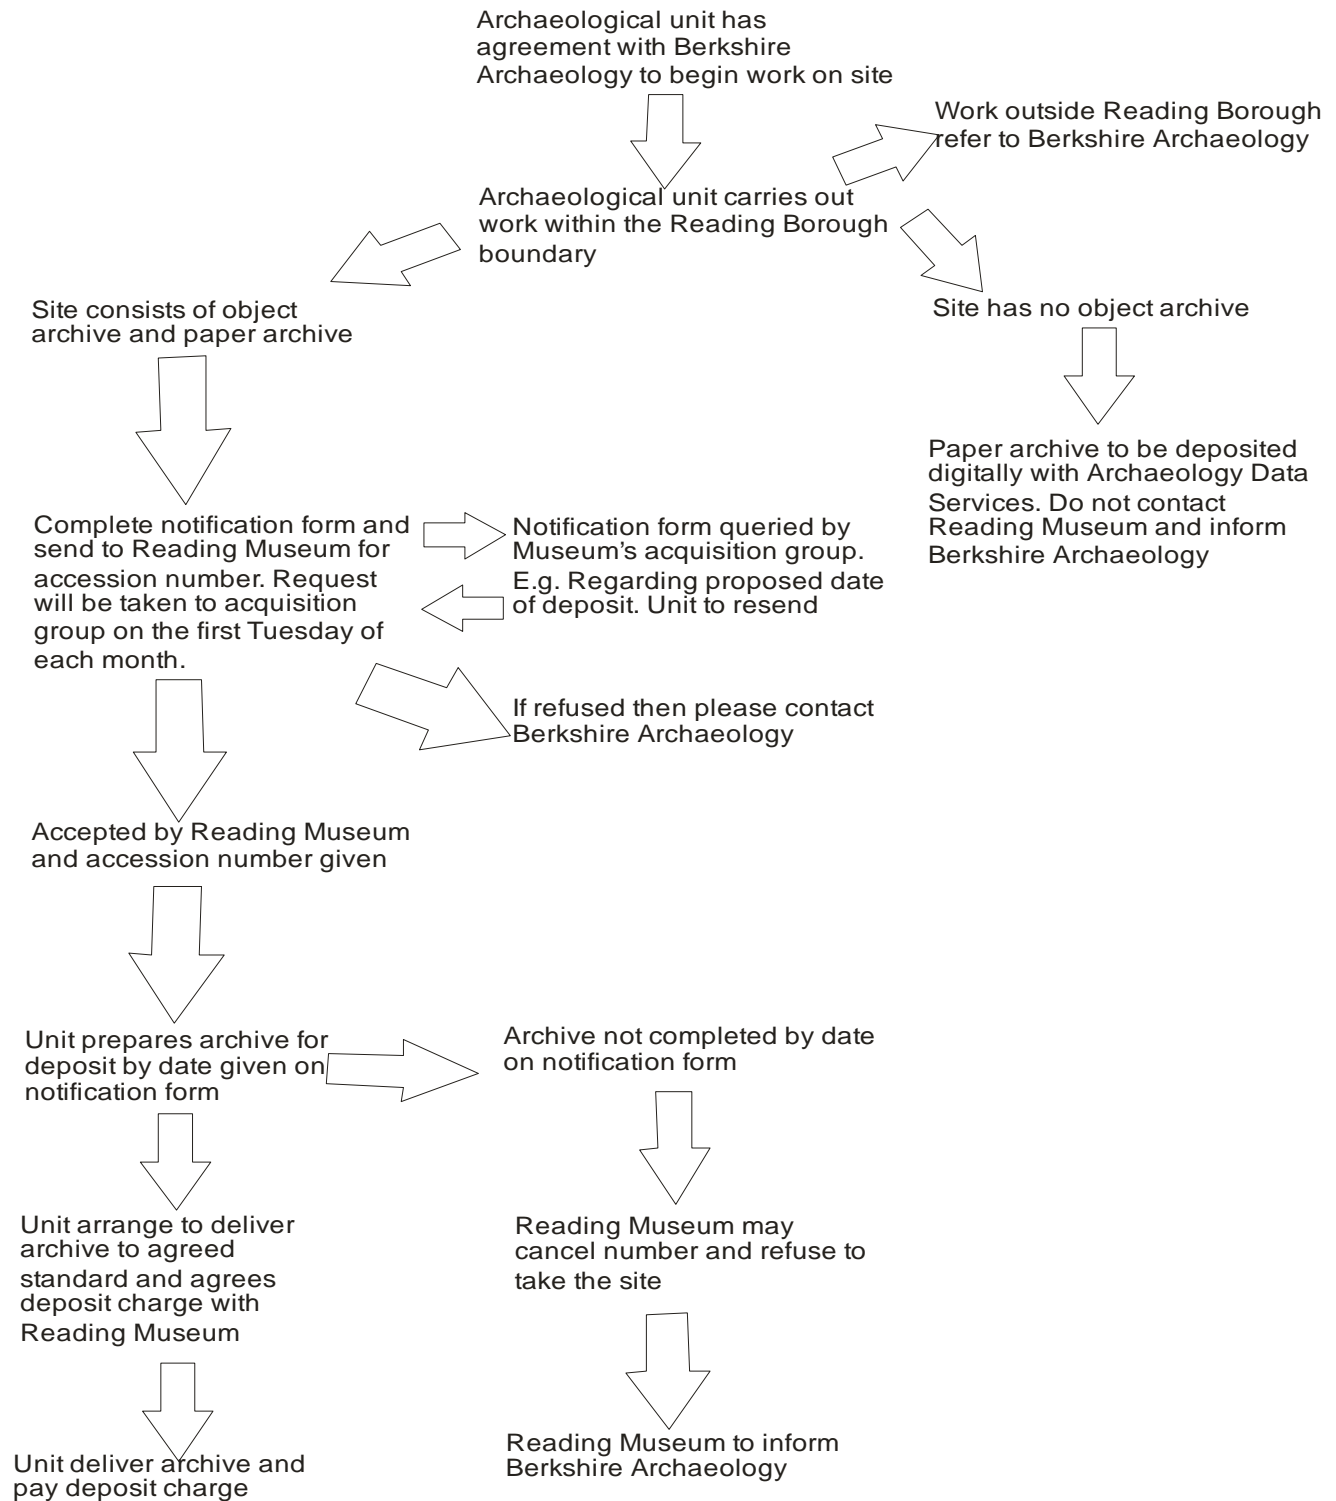 Archaeological unit has
agreement with Berkshire
Archaeology to begin work on site
Work outside Reading Borough
refer to Berkshire Archaeology
Archaeological unit carries out
work within the Reading Borough
boundary
Site consists of object
archive and paper archive
Site has no object archive
Paper archive to be deposited
digitally with Archaeology Data
Services. Do not contact
Reading Museum and inform
Berkshire Archaeology
Complete notification form and
send to Reading Museum for
accession number. Request
will be taken to acquisition
group on the first Tuesday of
each month.
Notification form queried by
Museum's acquisition group.
E.g. Regarding proposed date
of deposit. Unit to resend
If refused then please contact
Berkshire Archaeology
Accepted by Reading Museum
and accession number given
Unit prepares archive for
deposit by date given on
notification form
Archive not completed by date
on notification form
Unit arrange to deliver
archive to agreed
standard and agrees
deposit charge with
Reading Museum
Reading Museum may
cancel number and refuse to
take the site
Unit deliver archive and
pay deposit charge
Reading Museum to inform
Berkshire Archaeology